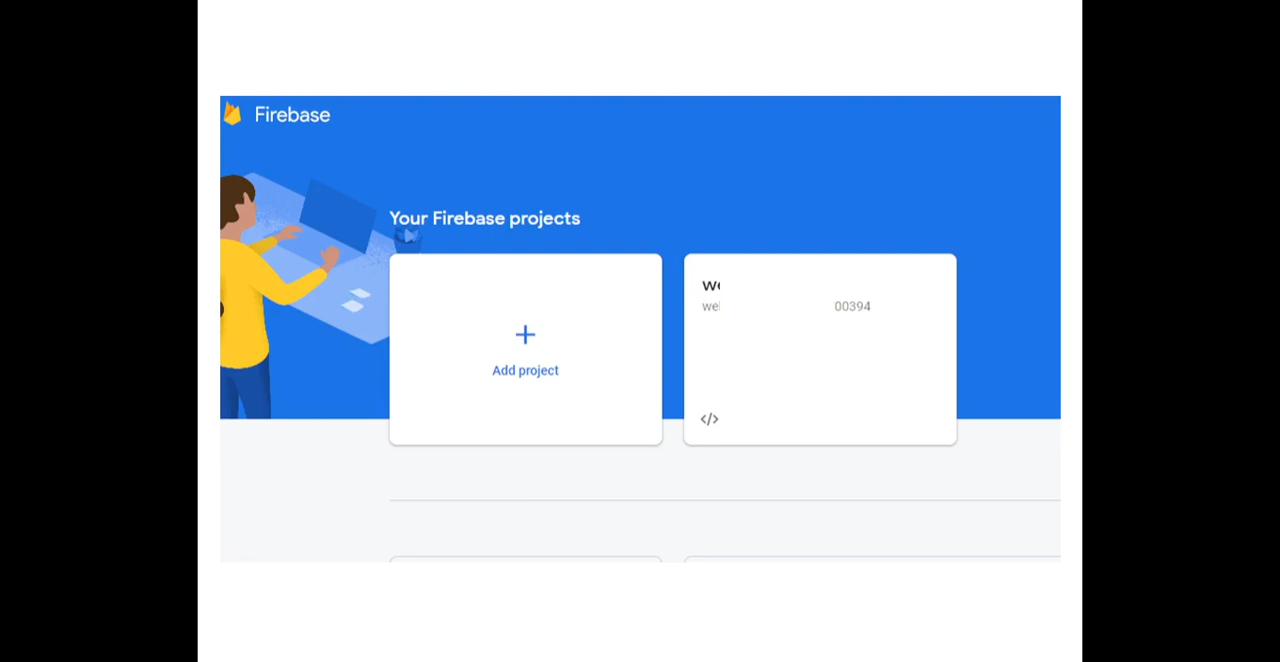 Firebase
Your Firebase projects
Add project
00394
</>